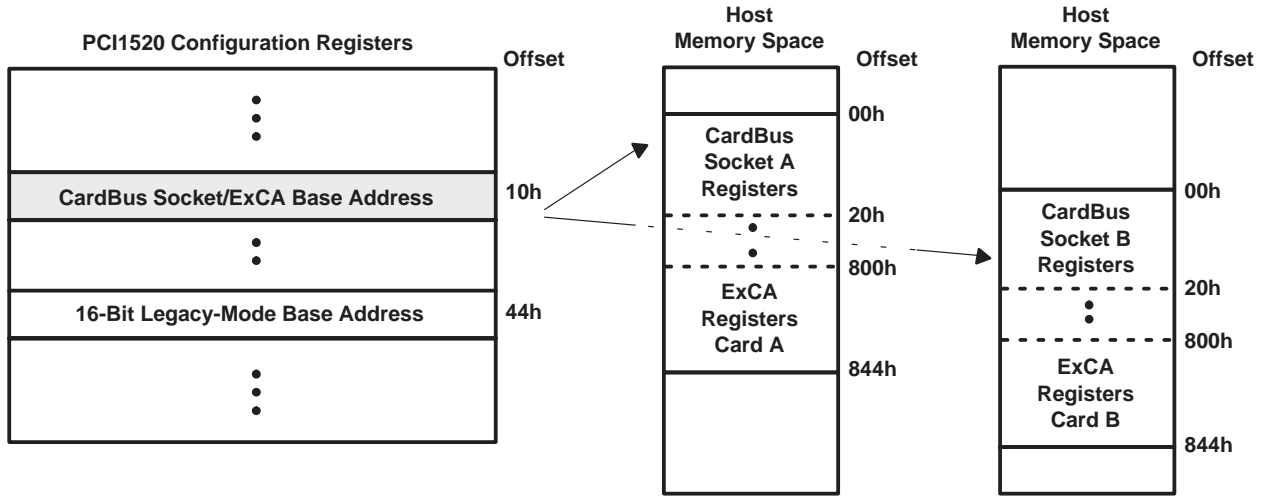 PCI1520 Configuration Registers
Offset
CardBus Socket/ExCA Base Address
10h
16-Bit Legacy-Mode Base Address
44h
Host
Memory Space
Offset
00h
CardBus
Socket A
Registers
20h
800h
ExCA
Registers
Card A
844h
Host
Memory Space
Offset
00h
CardBus
Socket B
Registers
20h
800h
ExCA
Registers
Card B
844h